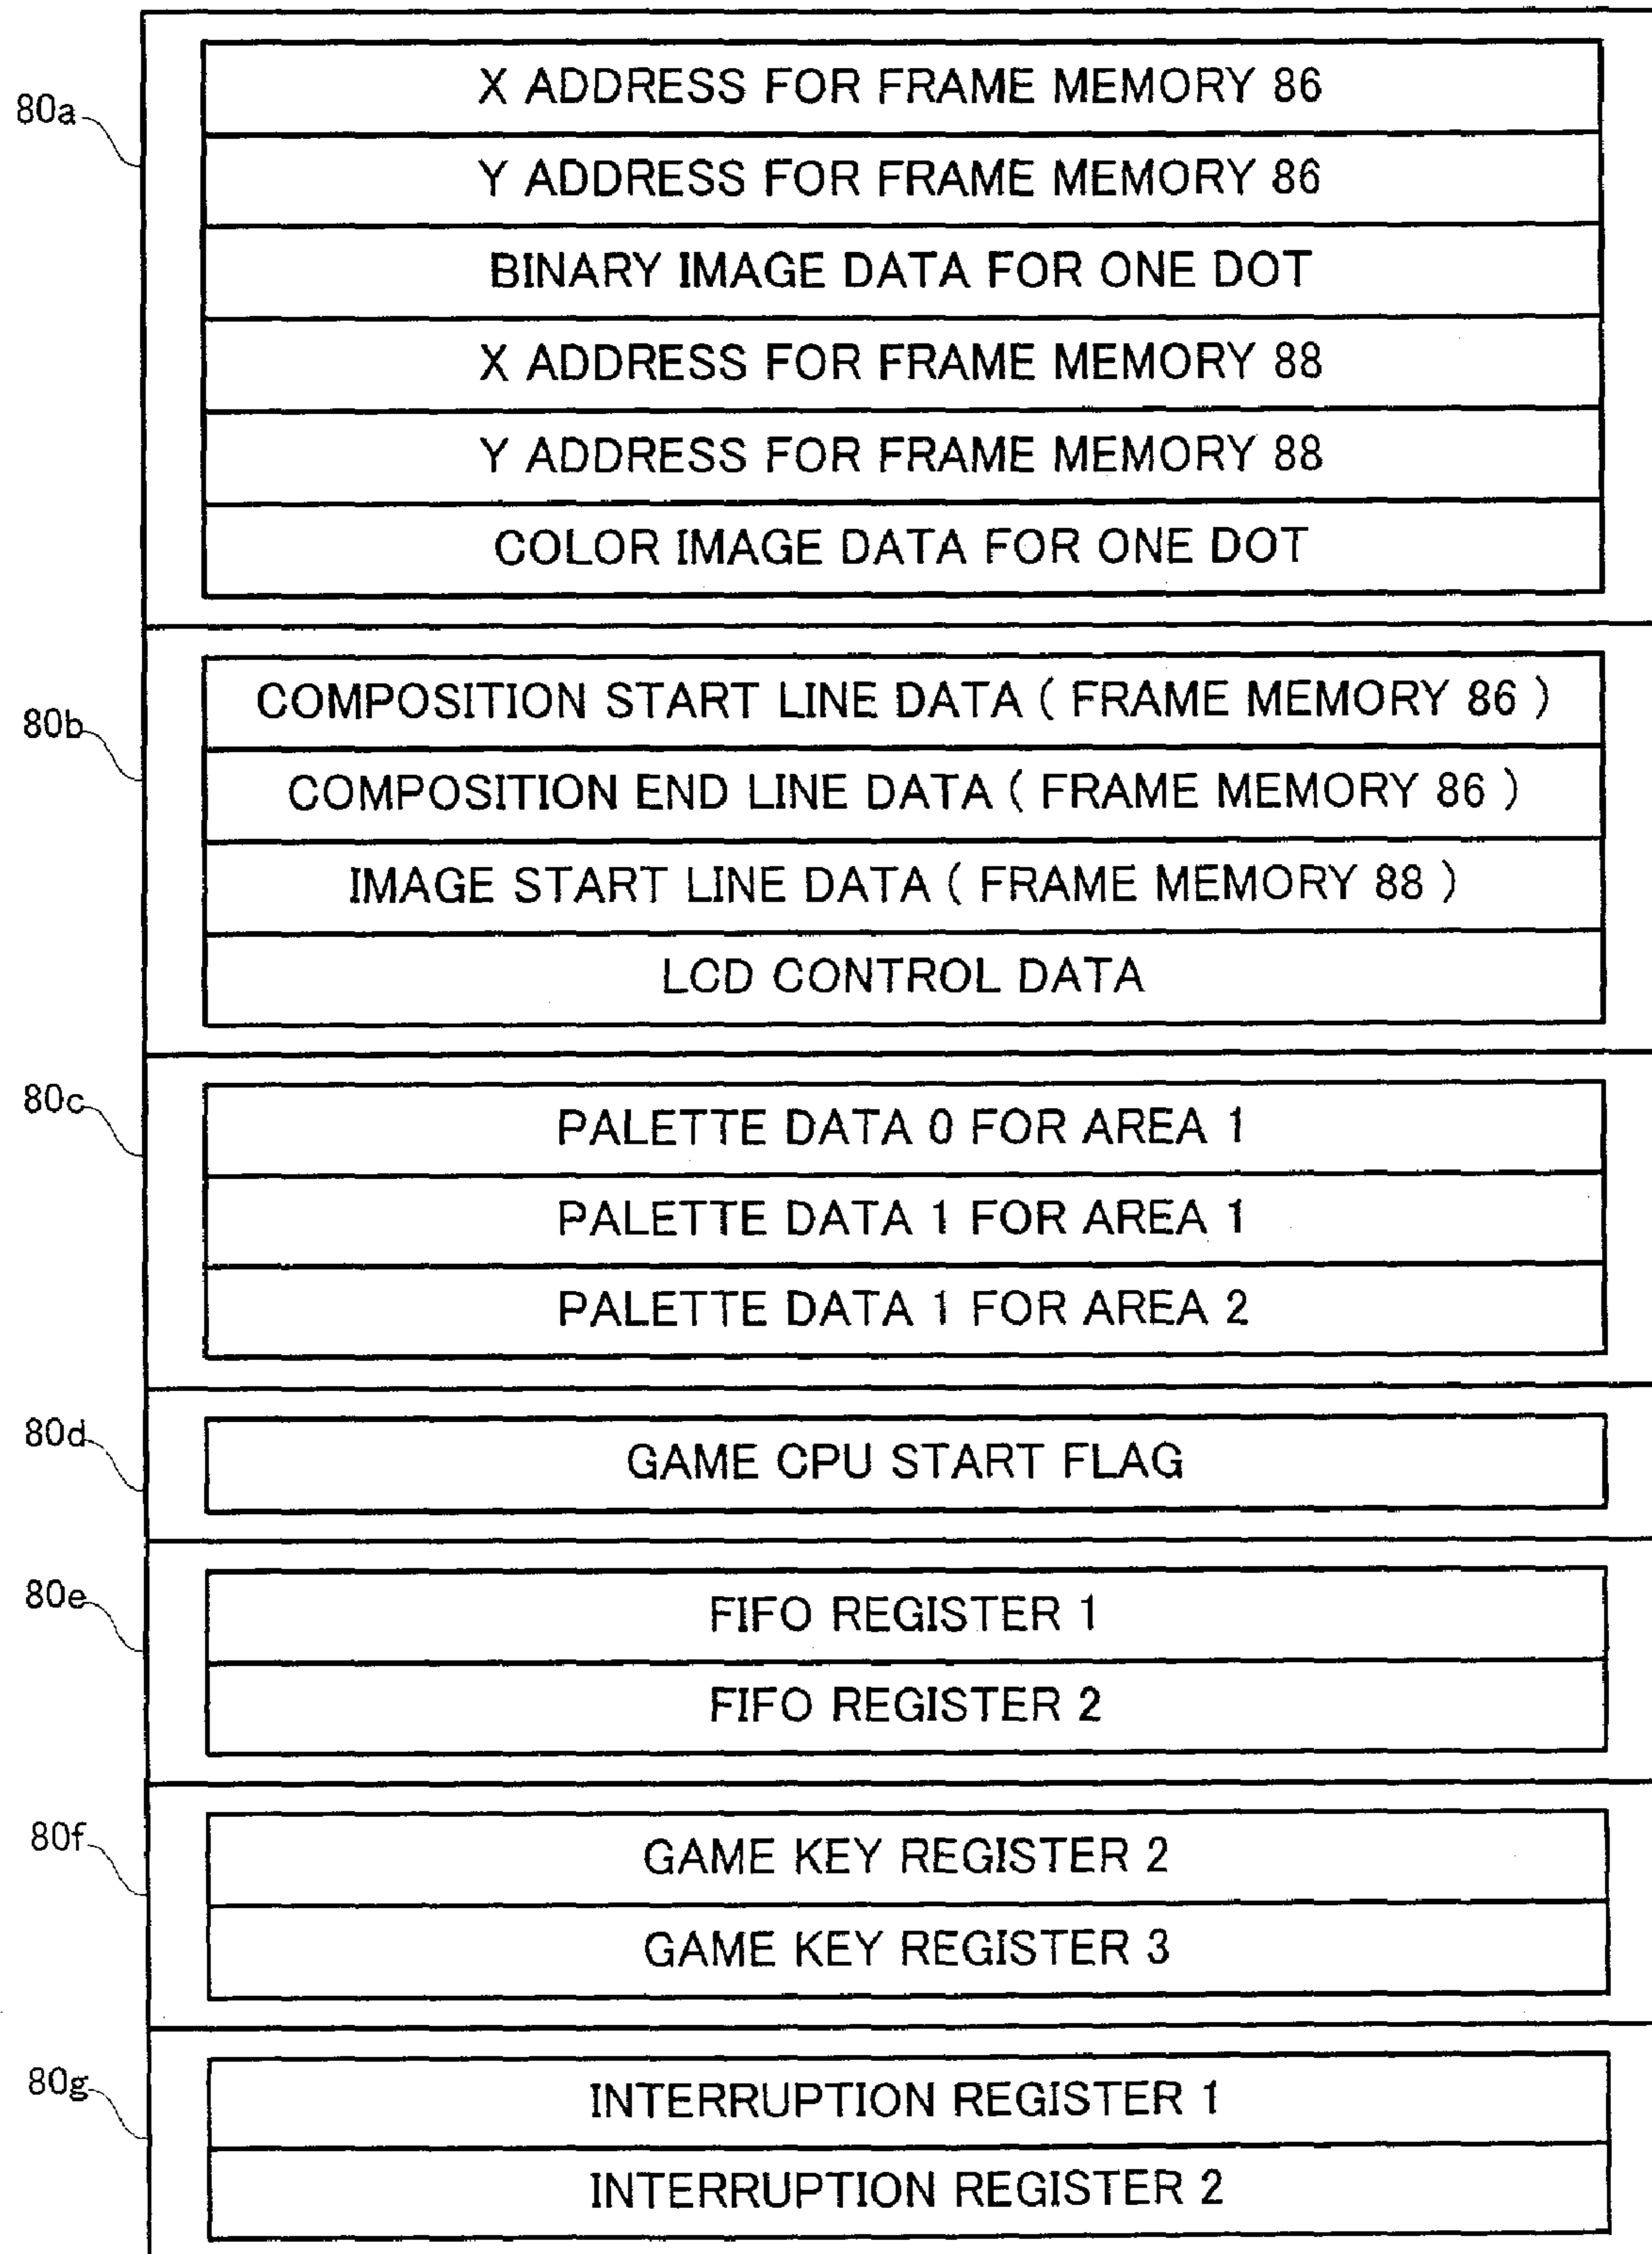 80a
X ADDRESS FOR FRAME MEMORY 86
Y ADDRESS FOR FRAME MEMORY 86
BINARY IMAGE DATA FOR ONE DOT
X ADDRESS FOR FRAME MEMORY 88
Y ADDRESS FOR FRAME MEMORY 88
COLOR IMAGE DATA FOR ONE DOT
80b
COMPOSITION START LINE DATA ( FRAME MEMORY 86 )
COMPOSITION END LINE DATA ( FRAME MEMORY 86 )
IMAGE START LINE DATA ( FRAME MEMORY 88 )
LCD CONTROL DATA
80c
PALETTE DATA 0 FOR AREA 1
PALETTE DATA 1 FOR AREA 1
PALETTE DATA 1 FOR AREA 2
80d
GAME CPU START FLAG
80e
FIFO REGISTER 1
FIFO REGISTER 2
80f
GAME KEY REGISTER 2
GAME KEY REGISTER 3
80g
INTERRUPTION REGISTER 1
INTERRUPTION REGISTER 2